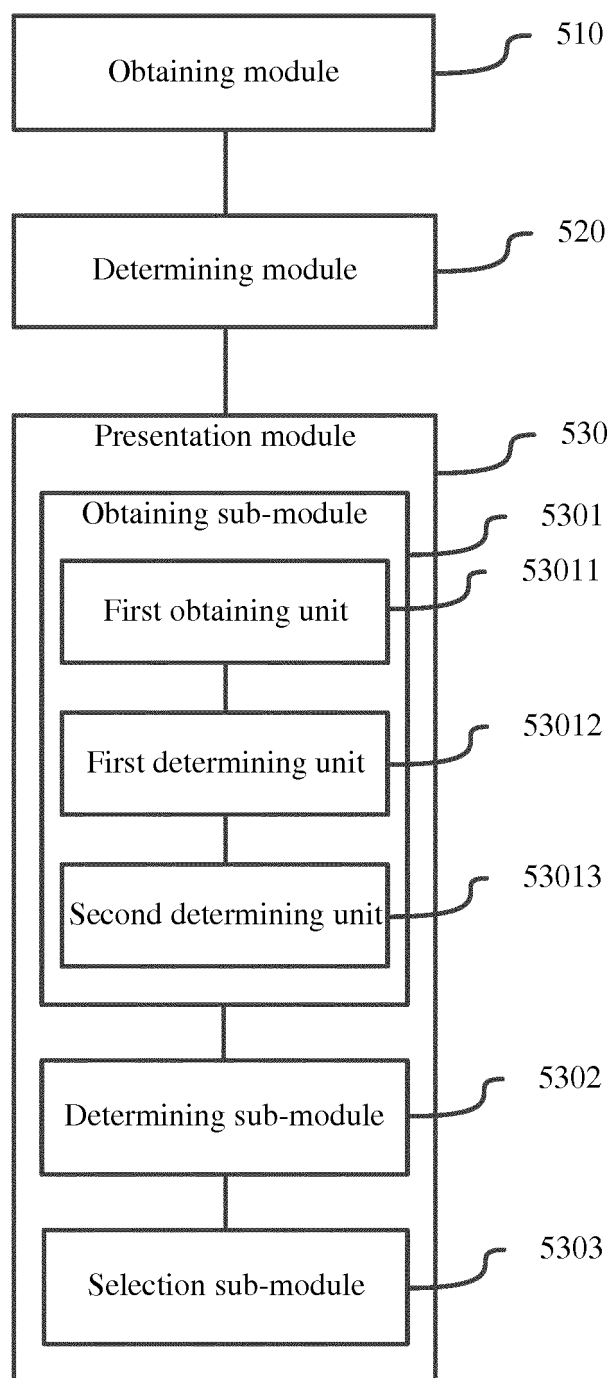 Obtaining module
510
Determining module
520
Presentation module
530
Obtaining sub-module
5301
First obtaining unit
53011
First determining unit
53012
Second determining unit
53013
Determining sub-module
5302
Selection sub-module
5303